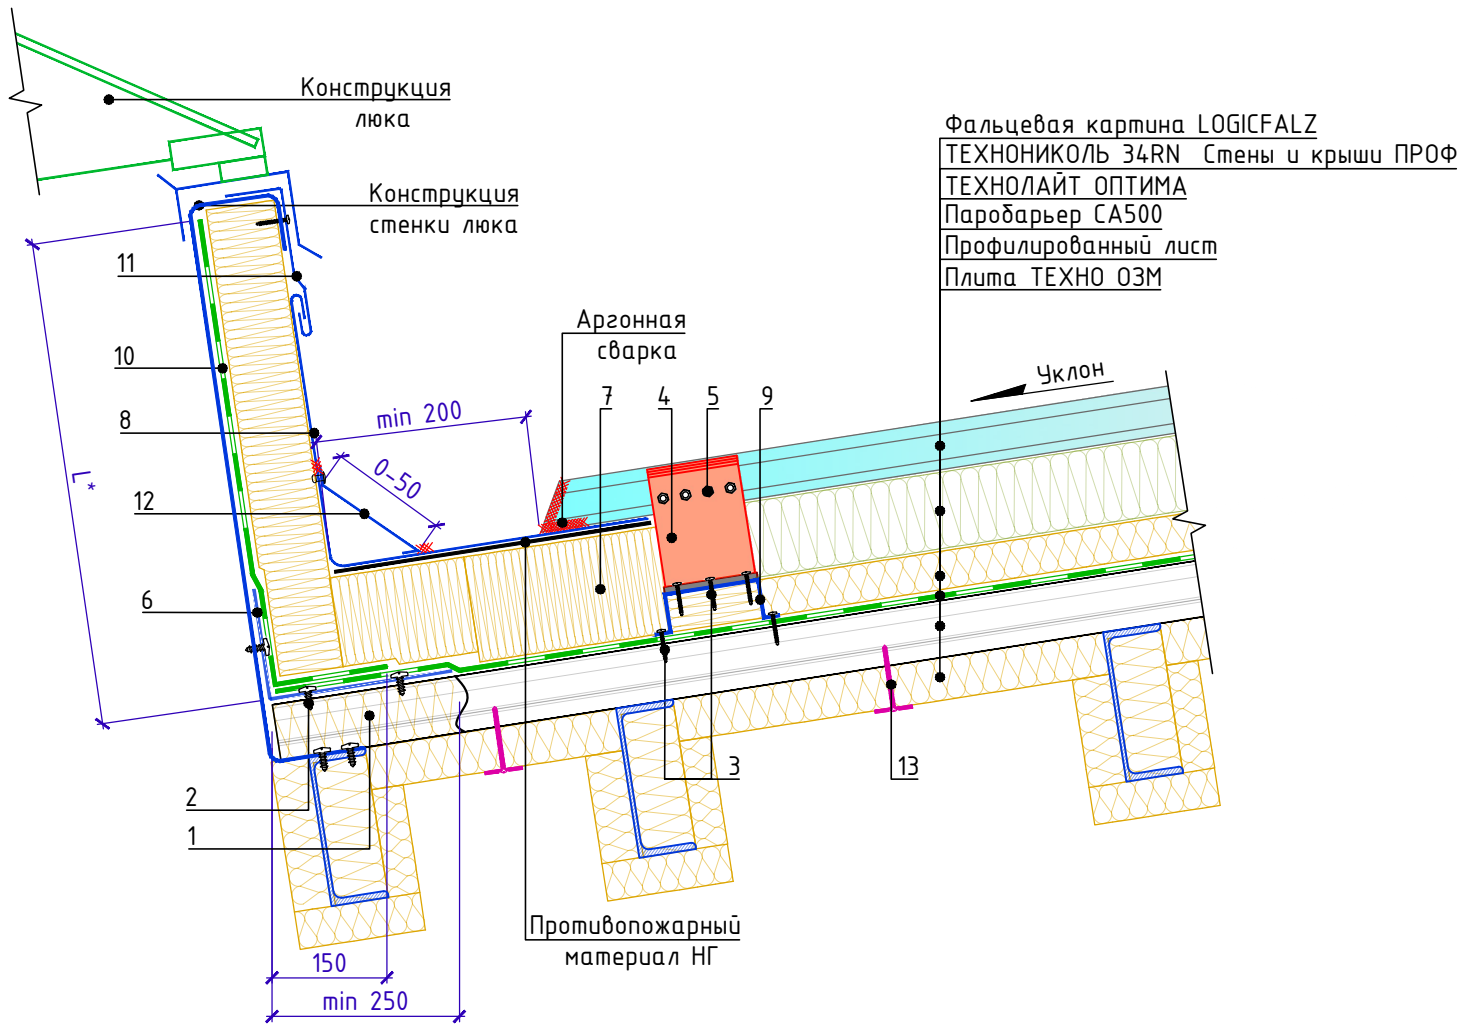 Конструкция
люка
Конструкция
стенки люка
Фальцевая картина LOGICFALZ
ТЕХНОНИКОЛЬ 34RN Стены и крыши ПРОФ
ТЕХНОЛАЙТ ОПТИМА
Паробарьер СА500
Профилированный лист
Плита ТЕХНО ОЗМ
11
Аргонная
сварка
10
Уклон
7
4
5
9
min 200
8
0-50
L*
12
6
3
13
2
1
Противопожарный
материал НГ
150
min 250